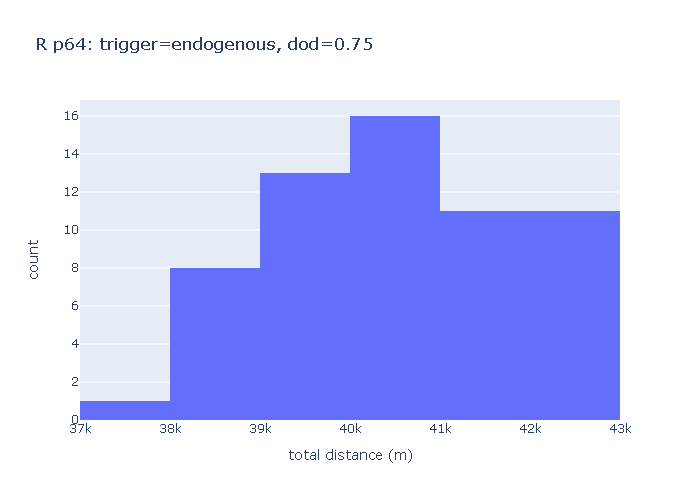 R p64: trigger=endogenous, dod=0.75
16
14
12
10
8
6
4
2
0
count
37k 38k 39k 40k 41k 42k 43k
total distance (m)